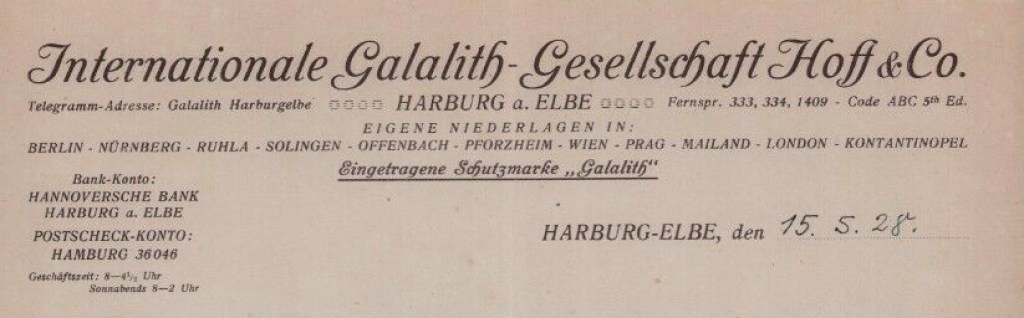 Internationale Galalith-Gesellschaft Hoff & Co.
Telegramm-Adresse: Galalith Harburgelbe HARBURG a. ELBE Fernspr. 333, 334, 1409 - Code ABC 5th Ed.
EIGENE NIEDERLAGEN IN:
BERLIN - NÜRNBERG - RUHLA - SOLINGEN - OFFENBACH - PFORZHEIM - WIEN - PRAG - MAILAND - LONDON - KONTANTINOPEL
Eingetragene Schutzmarke „Galalith"
Bank-Konto:
HANNOVERSCHE BANK
HARBURG a. ELBE
POSTSCHECK-KONTO:
HAMBURG 36046
Geschäftszeit: 8—4½ Uhr
Sonnabends 8—2 Uhr
HARBURG-ELBE, den 15. 5. 28.